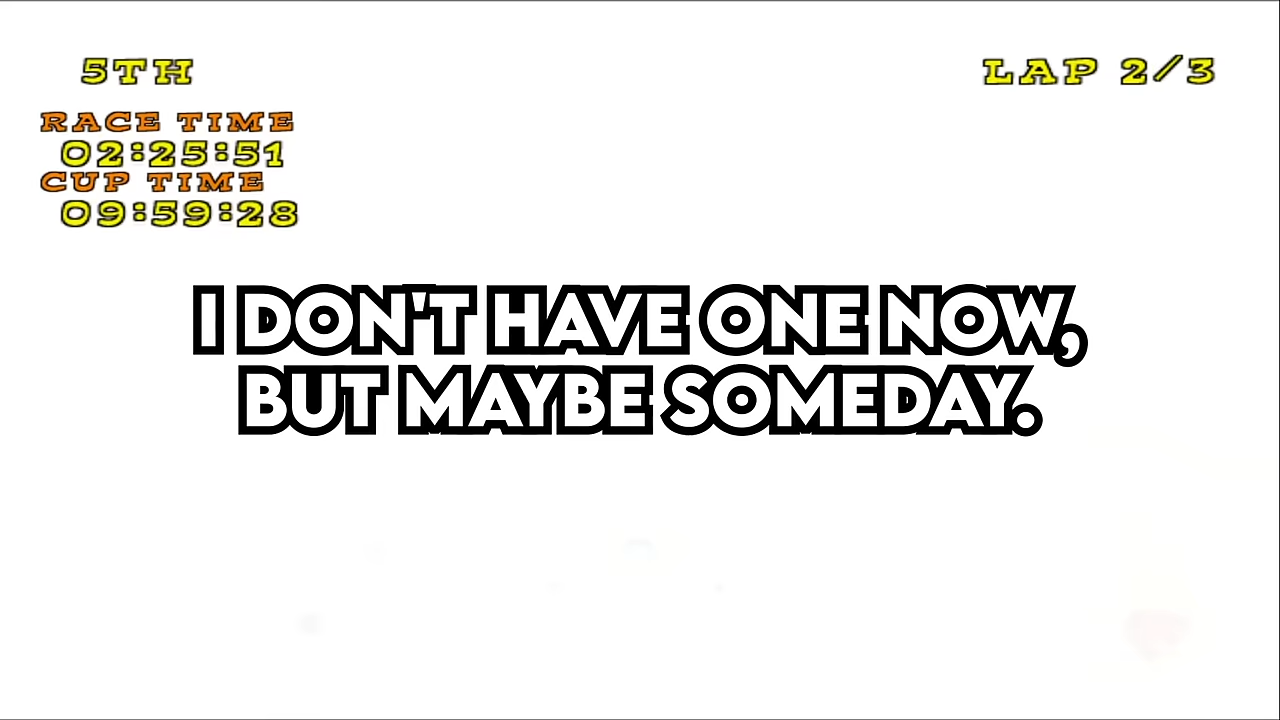 5TH
LAP 2/3
RACE TIME
02:25:51
CUP TIME
09:59:28
I DON'T HAVE ONE NOW,
BUT MAYBE SOMEDAY.